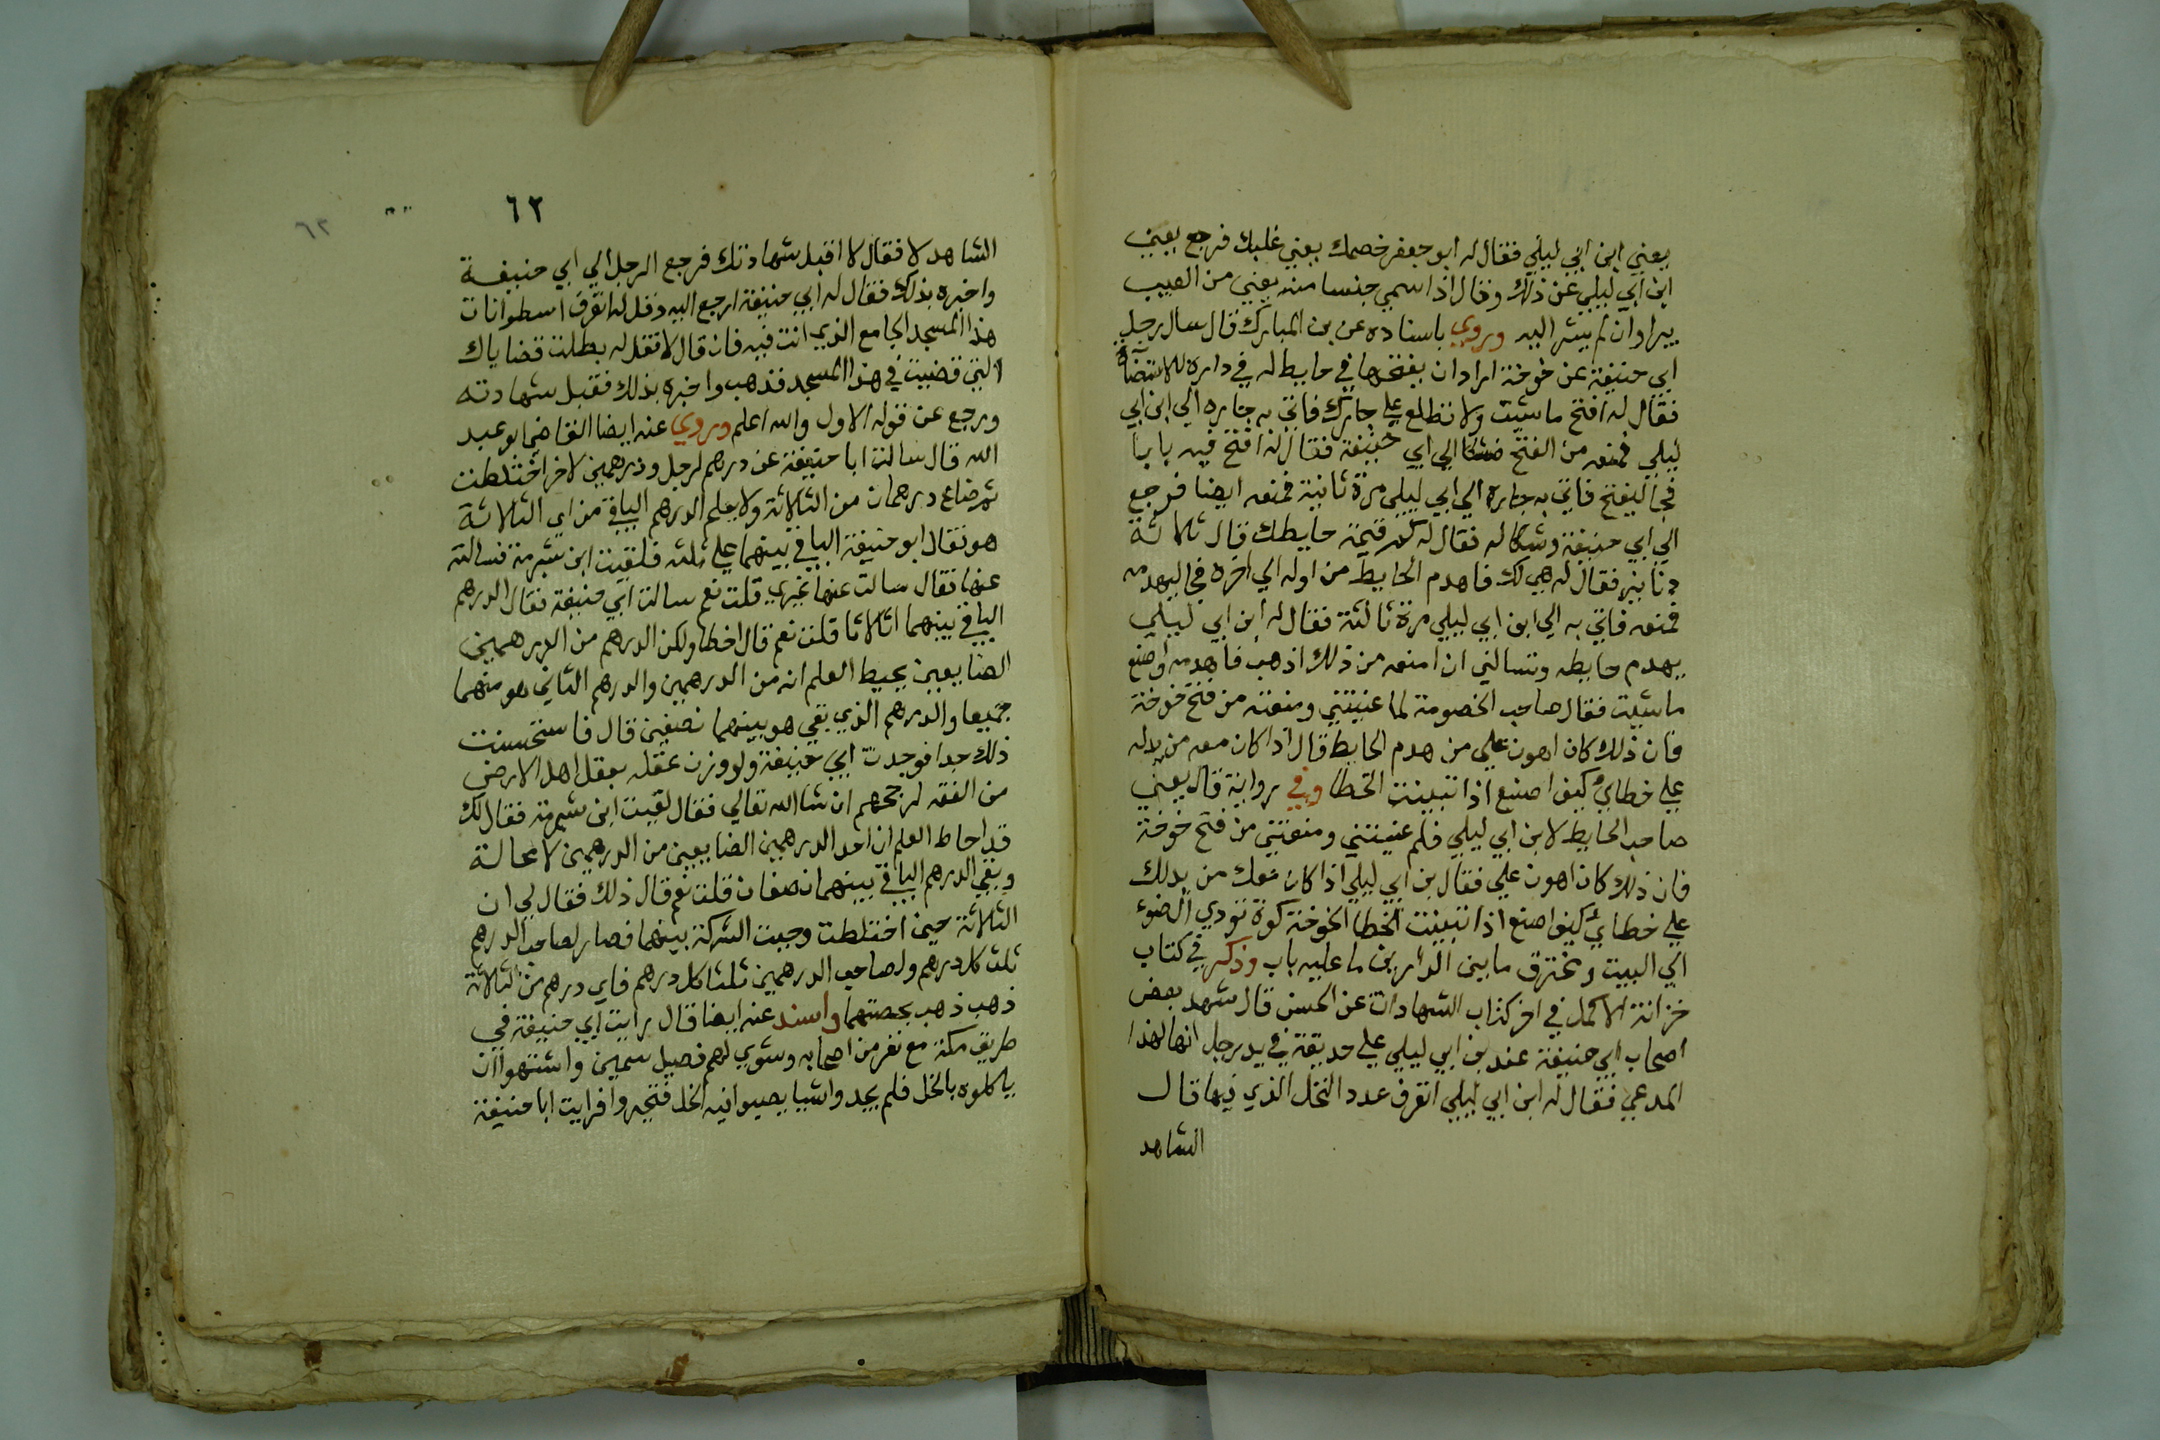 يعني ابن ابي ليلي فقال له ابو جعفر خصمك يعني غلبك فرجع يعني
ابن ابي ليلي عن ذلك وقال اذا سمي جنسا منه يعني من العيب
يبرا وان لم يشر اليه وروي باسناده عن بن المبارك قال سال رجل
ابي حنيفة عن خوخة اراد ان يفتحها في حايط له في داره للاستضآة
فقال له افتح ما شيت ولا تطلع علي جارك فاتي به جاره الي ابن ابي
ليلي فمنعه من الفتح فشكا الي ابي حنيفة فقال له افتح فيه بابا
فجا ليفتح فاتي به جاره الي ابي ليلي مرة ثانية فمنعه ايضا فرجع
الي ابي حنيفة وشكا له فقال له كم قيمة حايطك قال ثلاثة
دنانير فقال له هي لك فاهدم الحايط من اوله الي اخره فجا ليهدمه
فمنعه فاتي به الي ابن ابي ليلي مرة ثالثة فقال له ابن ابي ليلي
يهدم حايطه وتسالني ان امنعه من ذلك اذهب فاهدمه واصنع
ما شيت فقال صاحب الخصومة لما عنيتني ومنعته من فتح خوخة
فان ذلك كان اهون علي من هدم الحايط قال اذا كان معه من يدله
علي خطاي كيف اصنع اذا تبينت الخطا وفي رواية قال يعني
صاحب الحايط لابن ابي ليلي فلم عنيتني ومنعتني من فتح خوخة
فان ذلك كان اهون علي فقال بن ابي ليلي اذا كان معك من يدلك
علي خطاي كيف اصنع اذا تبينت الخطا الخوخة كوة تودي الضوء
الي البيت ومخترق ما بين الدارين ما عليه باب وذكر في كتاب
خزانة الاكمل في اخر كتاب الشهادات عن الحسن قال شهد بعض
اصحاب ابي حنيفة عند بن ابي ليلي علي حديقة في يد رجل انها لهذا
المدعي فقال له ابن ابي ليلي اتعرف عدد النخل الذي فيها قال
الشاهد
٦٢
٦٢
الشاهد لا فقال لا اقبل شهادتك فرجع الرجل الي ابي حنيفة
واخبره بذلك فقال له ابي حنيفة ارجع اليه وقل له اتعرف اسطوانات
هذا المسجد الجامع الذي انت فيه فان قال لا فقل له بطلت قضاياك
التي قضيت في هذا المسجد فذهب واخبره بذلك فقبل شهادته
ورجع عن قوله الاول والله اعلم وروي عنه ايضا القاضي ابو عبد
الله قال سالت ابا حنيفة عن درهم لرجل ودرهمين لاخر اختلطت
ثم ضاع درهمان من الثلاثة ولا يعلم الدرهم الباقي من اي الثلاثة
هو فقال ابو حنيفة الباقي بينهما علي ثلثه فلقيت ابن شبرمة فسالته
عنها فقال سالت عنها غيري قلت نعم سالت ابي حنيفة فقال الدرهم
الباقي بينهما اثلاثا قلت نعم قال اخطا ولكن الدرهم من الدرهمين
الضايعين يحيط العلم انه من الدرهمين والدرهم الثاني هو منهما
جميعا والدرهم الذي بقي هو بينهما نصفين قال فاستحسنت
ذلك جدا فوجدت ابي حنيفة ولو وزن عقله بعقل اهل الارض
من الفقه لرجحهم ان شا الله تعالي فقال لقيت ابن شبرمة فقال لك
قد احاط العلم ان احد الدرهمين الضايعين من الدرهمين لا محالة
وبقي الدرهم الباقي بينهما نصفان قلت نعم قال ذلك فقال لي ان
الثلاثة حين اختلطت وجبت الشركة بينهما فصار لصاحب الدرهم
ثلث كل درهم ولصاحب الدرهمين ثلثا كل درهم فاي درهم من الثلاثة
ذهب ذهب بحصتهما واسند عنه ايضا قال رايت ابي حنيفة في
طريق مكة مع نفر من اصحابه وشوي لهم فصيل سمين واشتهوا ان
ياكلوه بالخل فلم يجدوا شيا يصبوا فيه الخل فتحيروا فرايت ابا حنيفة